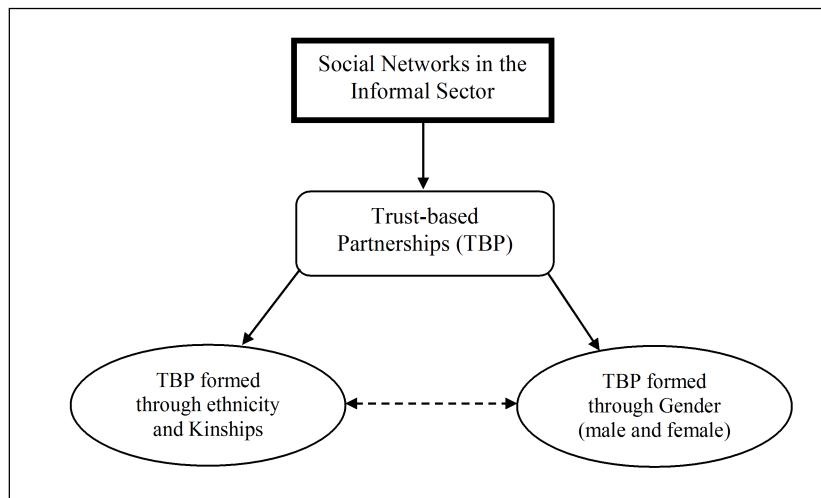 Social Networks in the
Informal Sector
Trust-based
Partnerships (TBP)
TBP formed
through ethnicity
and Kinships
TBP formed
through Gender
(male and female)